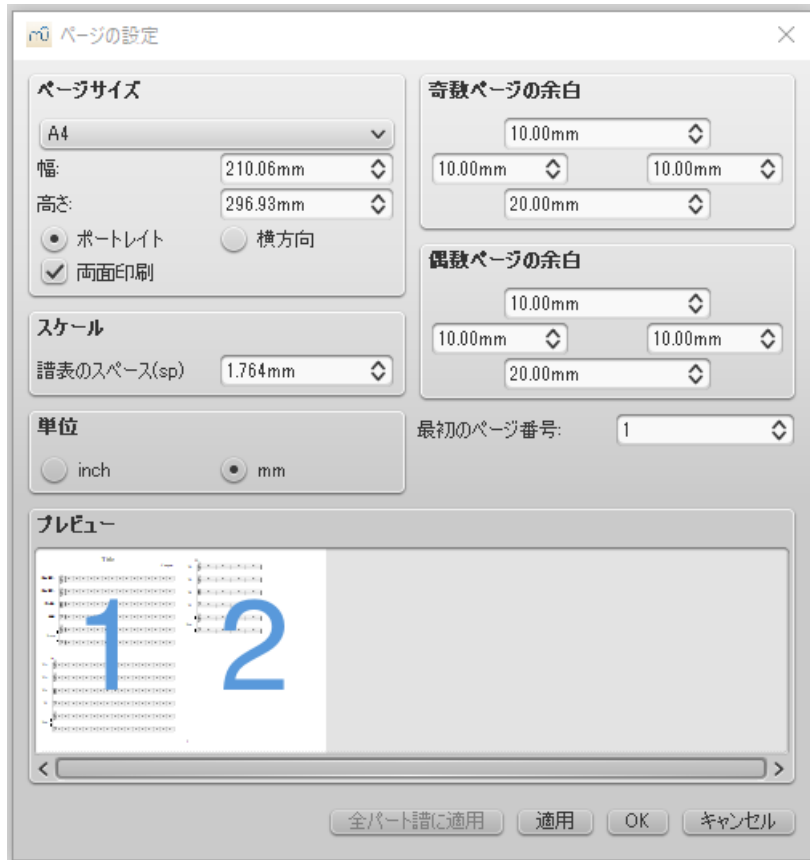 mû ページの設定
ページサイズ
A4
幅: 210.06mm
高さ: 296.93mm
ポートレイト 横方向
両面印刷
スケール
譜表のスペース(sp) 1.764mm
単位
inch mm
奇数ページの余白
10.00mm
10.00mm 10.00mm
20.00mm
偶数ページの余白
10.00mm
10.00mm 10.00mm
20.00mm
最初のページ番号: 1
プレビュー
Title
1 2
全パート譜に適用 適用 OK キャンセル